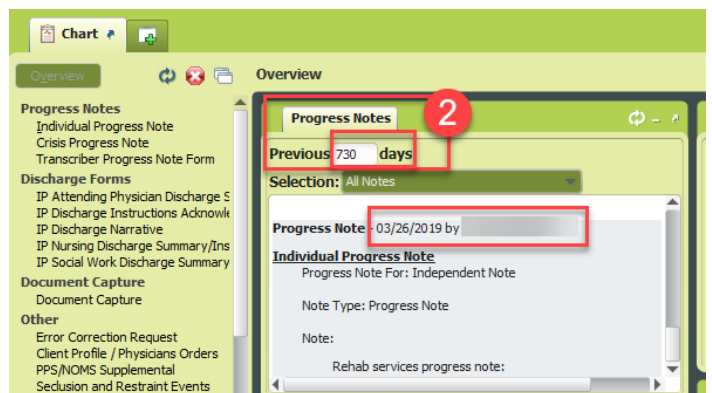 Chart
Overview
Overview
Progress Notes
Individual Progress Note
Crisis Progress Note
Transcriber Progress Note Form
Discharge Forms
IP Attending Physician Discharge S
IP Discharge Instructions Acknowle
IP Discharge Narrative
IP Nursing Discharge Summary/Ins
IP Social Work Discharge Summary
Document Capture
Document Capture
Other
Error Correction Request
Client Profile / Physicians Orders
PPS/NOMS Supplemental
Seclusion and Restraint Events
Progress Notes
2
Previous 730 days
Selection: All Notes
Progress Note - 03/26/2019 by
Individual Progress Note
Progress Note For: Independent Note
Note Type: Progress Note
Note:
Rehab services progress note: